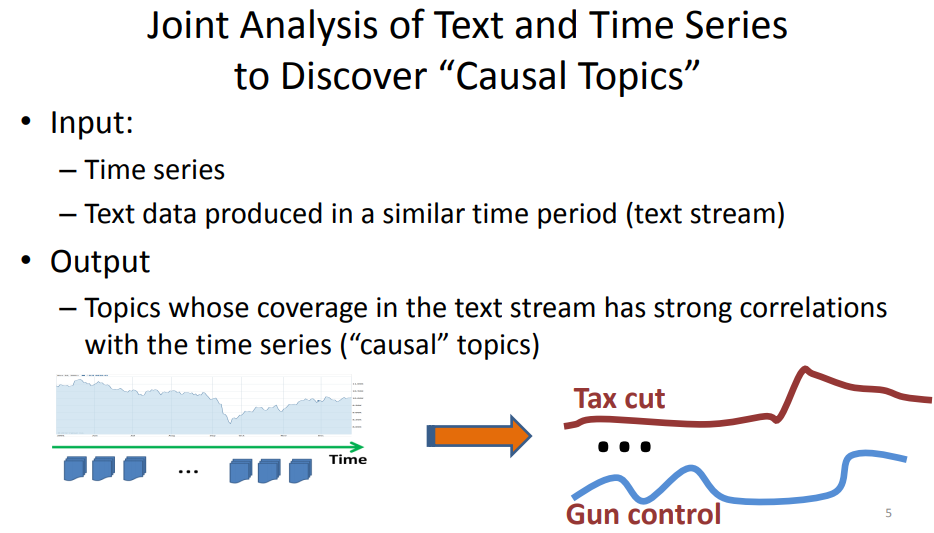 Joint Analysis of Text and Time Series
to Discover “Causal Topics”
• Input:
– Time series
– Text data produced in a similar time period (text stream)
• Output
– Topics whose coverage in the text stream has strong correlations
with the time series (“causal” topics)
Time
...
Tax cut
...
Gun control
5